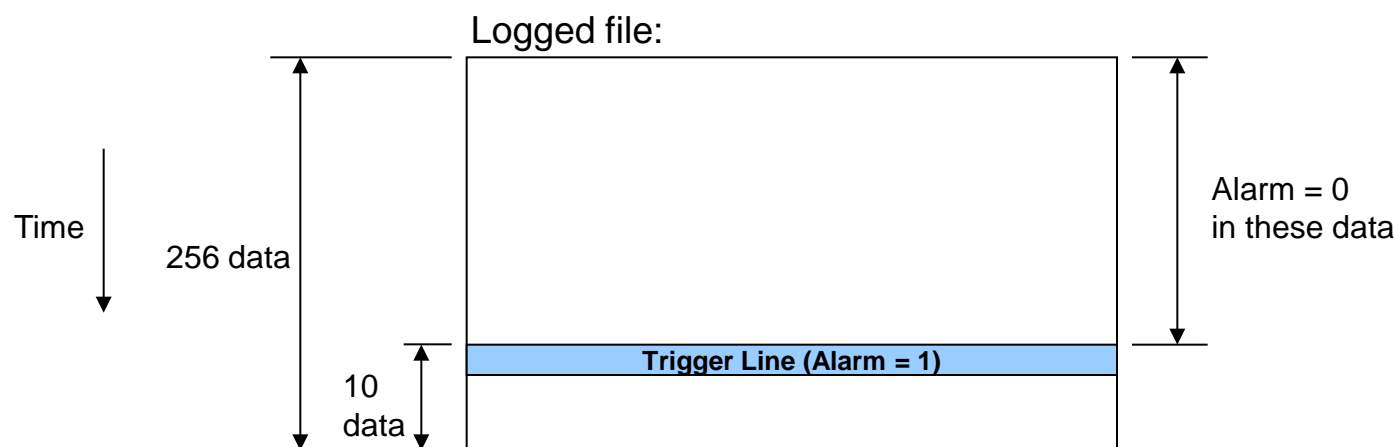 Logged file:
Time
256 data
Alarm = 0
in these data
Trigger Line (Alarm = 1)
10
data